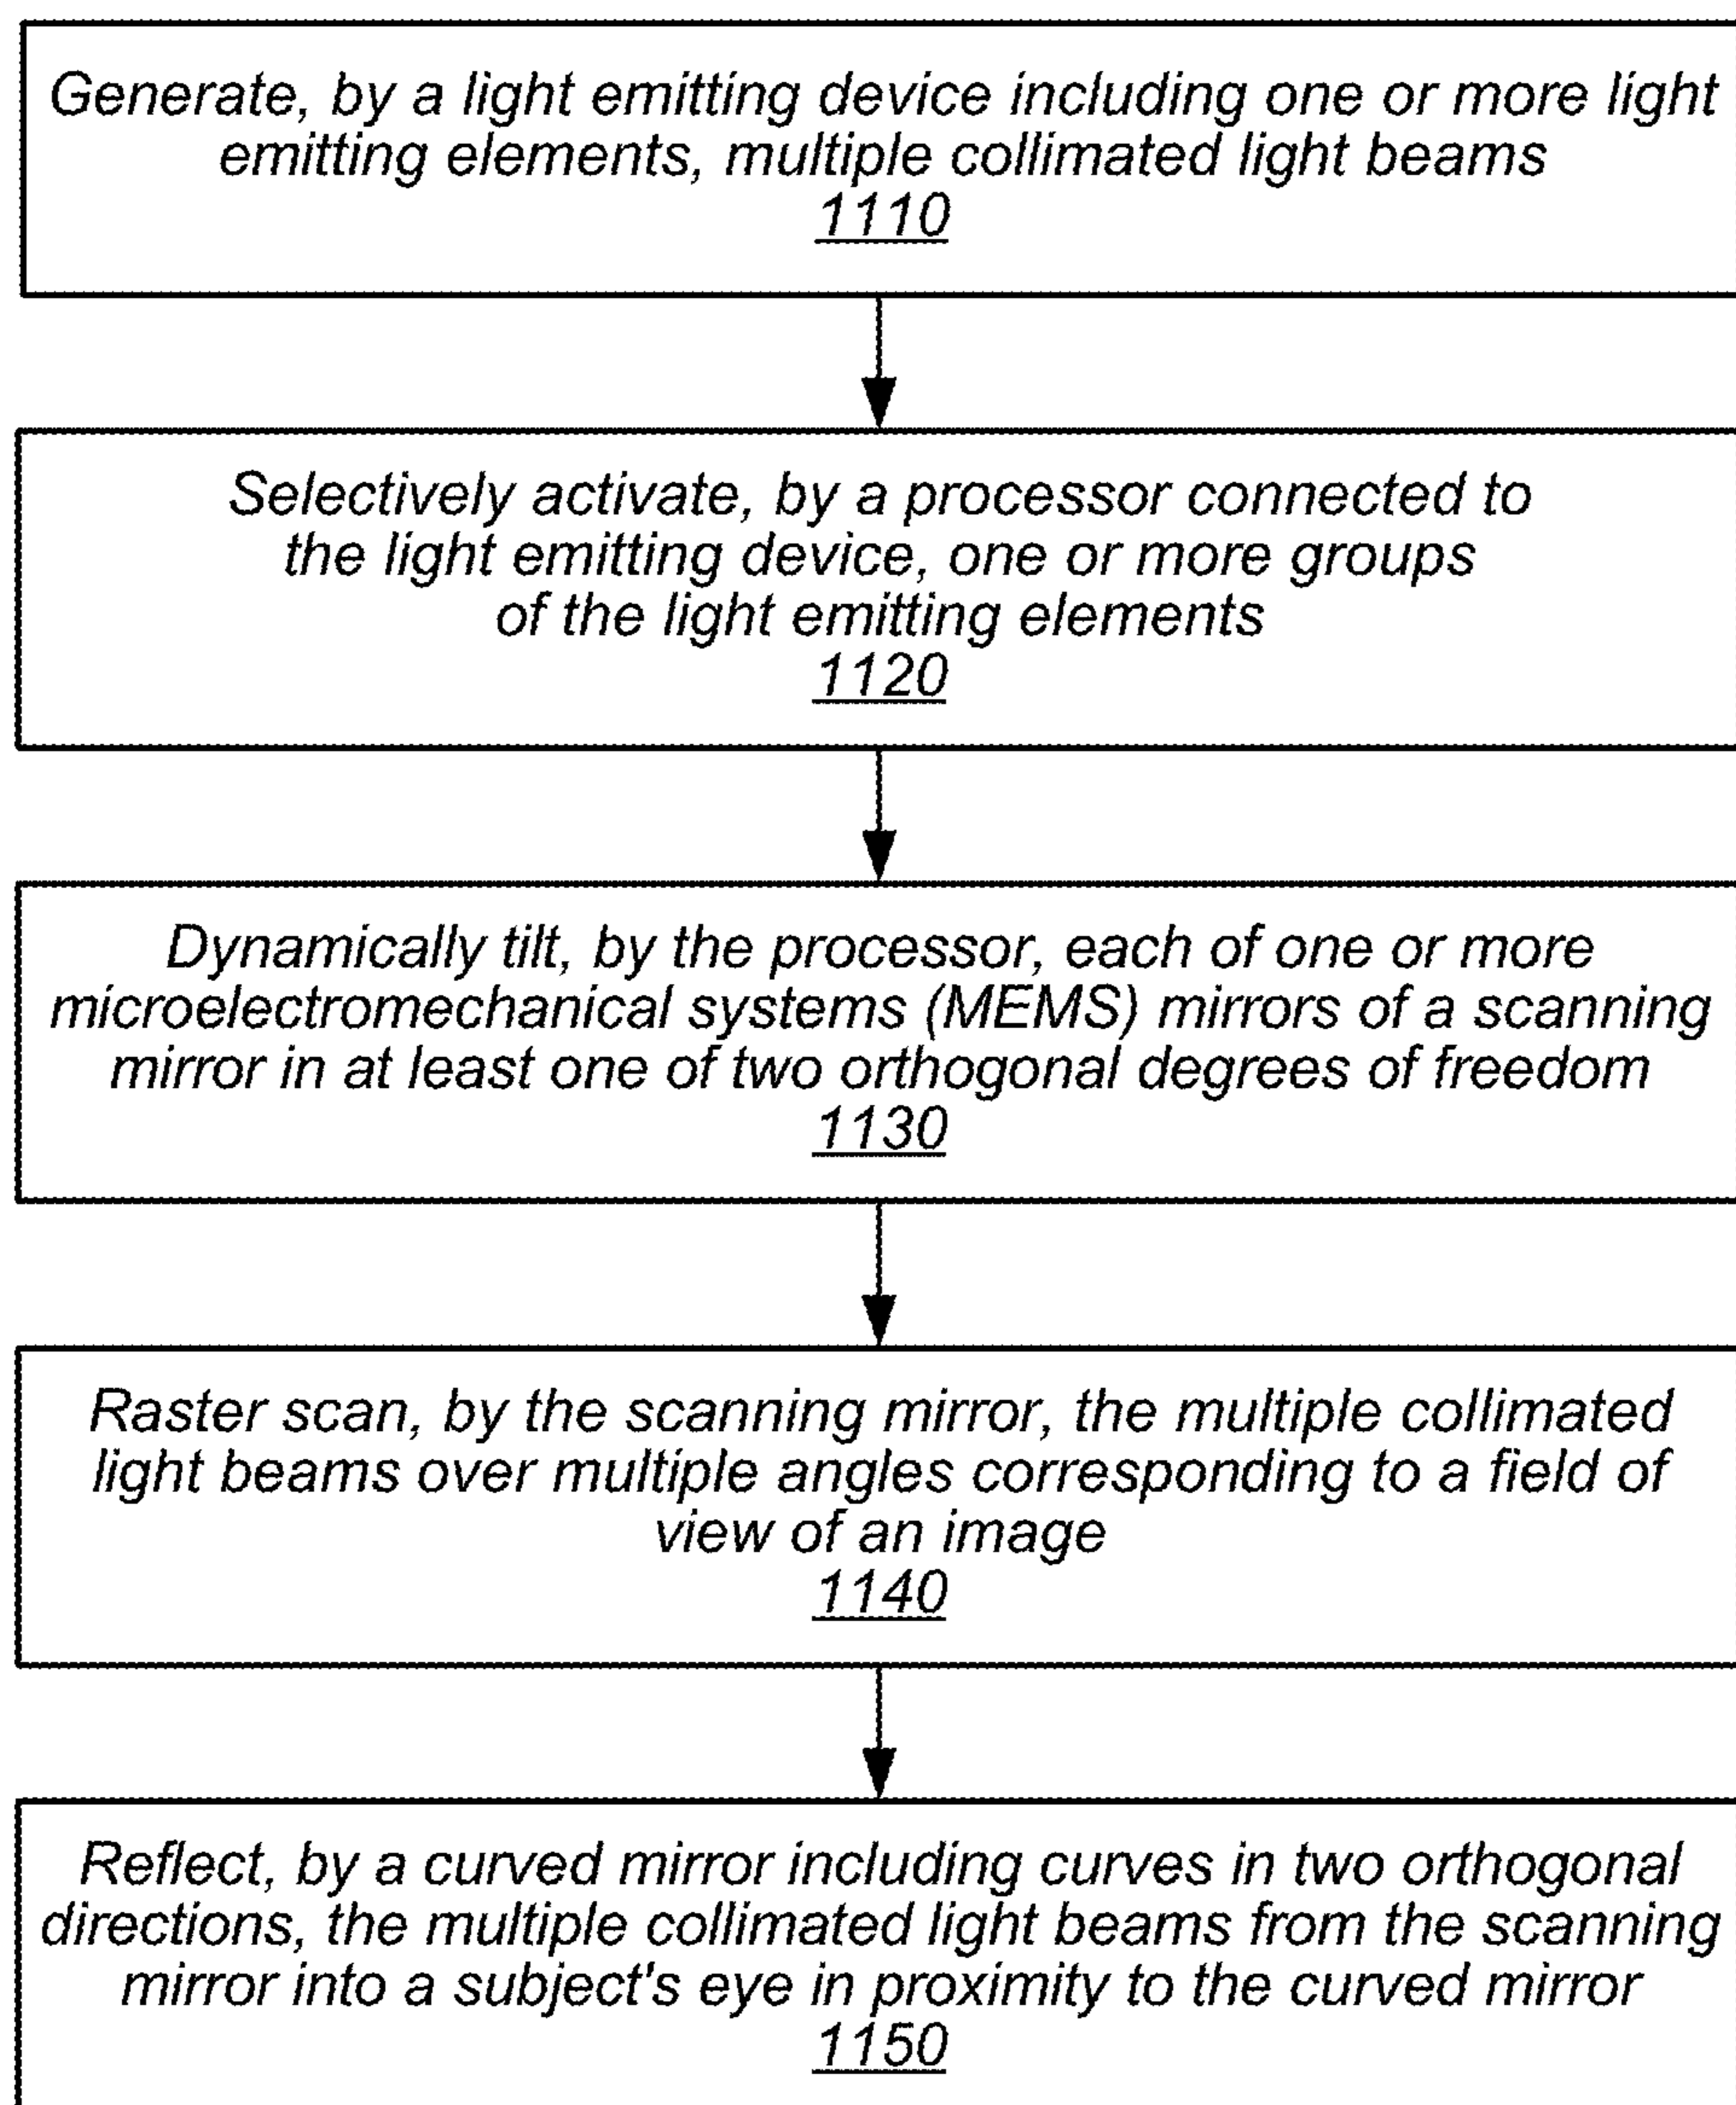 Generate, by a light emitting device including one or more light
emitting elements, multiple collimated light beams
1110
Selectively activate, by a processor connected to
the light emitting device, one or more groups
of the light emitting elements
1120
Dynamically tilt, by the processor, each of one or more
microelectromechanical systems (MEMS) mirrors of a scanning
mirror in at least one of two orthogonal degrees of freedom
1130
Raster scan, by the scanning mirror, the multiple collimated
light beams over multiple angles corresponding to a field of
view of an image
1140
Reflect, by a curved mirror including curves in two orthogonal
directions, the multiple collimated light beams from the scanning
mirror into a subject's eye in proximity to the curved mirror
1150